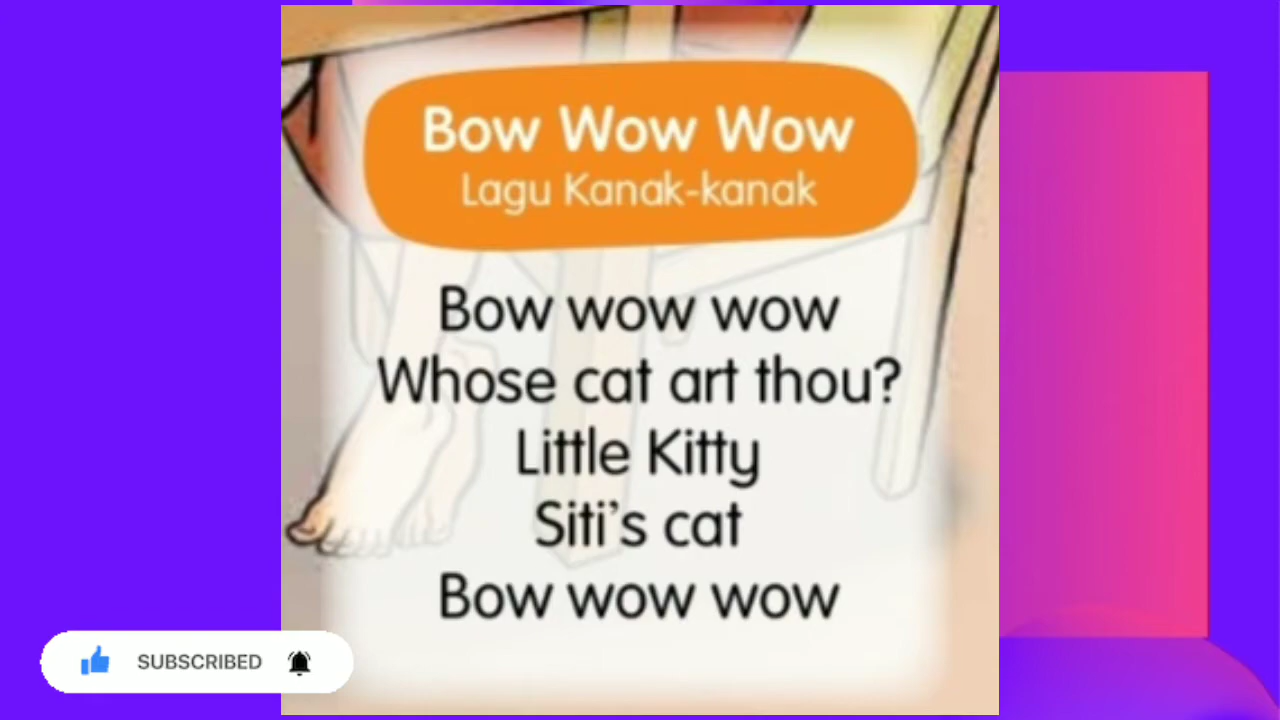 Bow Wow Wow
Lagu Kanak-kanak
Bow wow wow
Whose cat art thou?
Little Kitty
Siti's cat
Bow wow wow
SUBSCRIBED